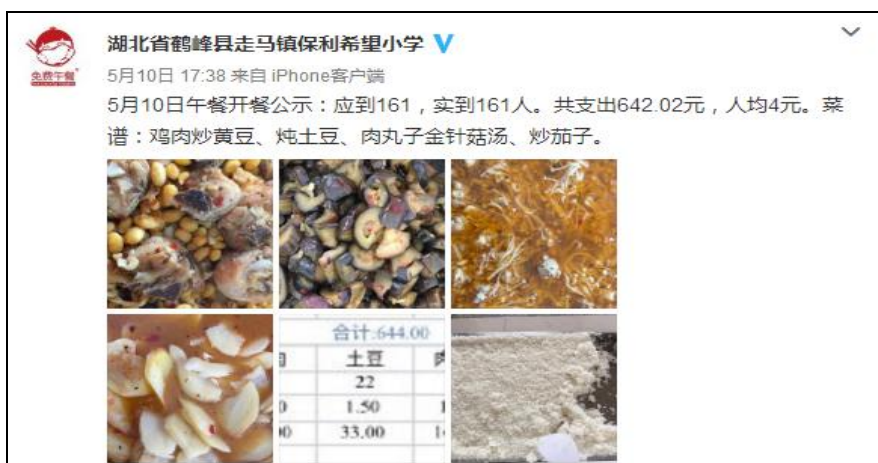 湖北省鹤峰县走马镇保利希望小学
免费午餐
5月10日 17:38 来自 iPhone客户端
5月10日午餐开餐公示：应到161，实到161人。共支出642.02元，人均4元。菜
谱：鸡肉炒黄豆、炖土豆、肉丸子金针菇汤、炒茄子。
合计:644.00
土豆
22
1.50
33.00